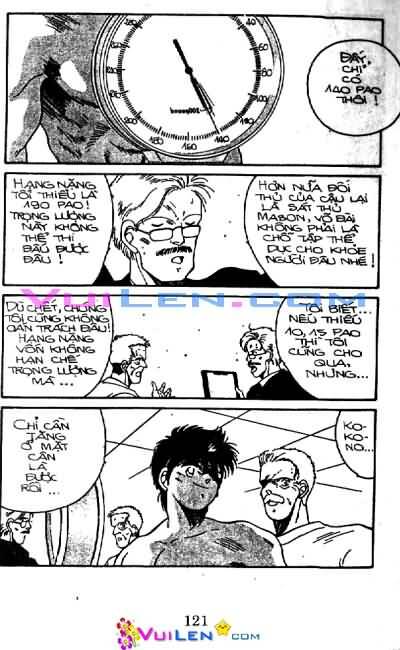 ĐẤY,
CHỈ
CÓ
140 PAO
THÔI !
HẠNG NẶNG
TỐI THIỂU LÀ
190 PAO !
TRỌNG LƯỢNG
NÀY KHÔNG
THỂ THI
ĐẤU ĐƯỢC
ĐÂU !
HƠN NỮA ĐỐI
THỦ CỦA CẬU LẠI
LÀ SÁT THỦ
MABON, VÕ ĐÀI
KHÔNG PHẢI LÀ
CHỖ TẬP THỂ
DỤC CHO KHỎE
NGƯỜI ĐÂU NHÉ !
DÙ CHẾT, CHÚNG
TÔI CŨNG KHÔNG
OÁN TRÁCH ĐÂU!
HẠNG NẶNG
VỐN KHÔNG
HẠN CHẾ
TRỌNG LƯỢNG
MÀ ...
TÔI BIẾT...
NẾU THIẾU
10, 15 PAO
THÌ TÔI
CŨNG CHO
QUA,
NHƯNG...
VUILEN.COM
CHỈ CẦN
TĂNG
Ở MẶT
CÂN
LÀ
ĐƯỢC
RỒI ...
KO-
KO-
NO...
121
VUILEN.COM